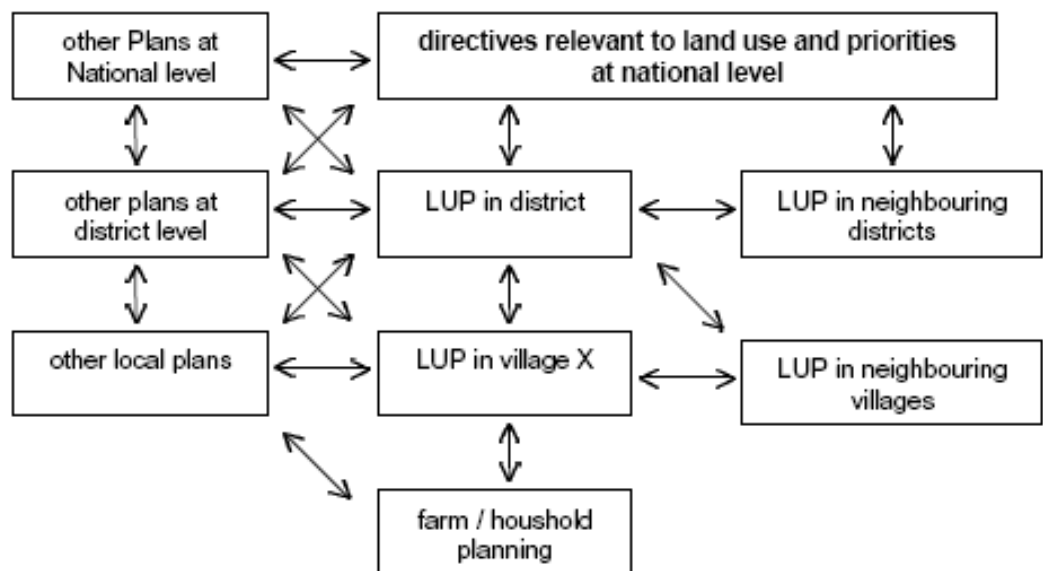 other Plans at
National level
directives relevant to land use and priorities
at national level
other plans at
district level
LUP in district
LUP in neighbouring
districts
other local plans
LUP in village X
LUP in neighbouring
villages
farm / houshold
planning